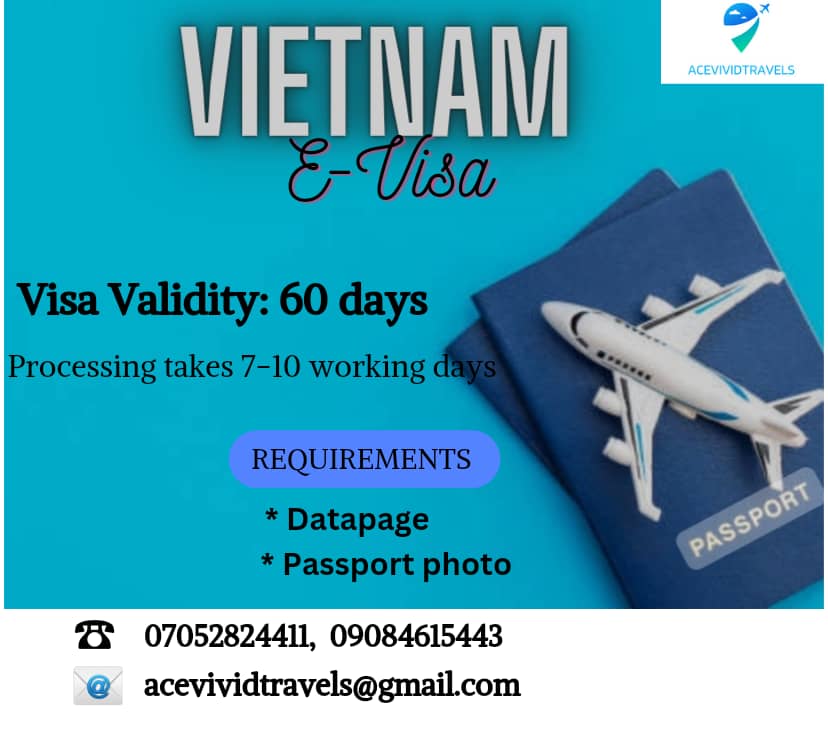 VIETNAM
E-Visa
ACEVIVIDTRAVELS
Visa Validity: 60 days
Processing takes 7-10 working days
REQUIREMENTS
* Datapage
* Passport photo
PASSPORT
07052824411, 09084615443
acevividtravels@gmail.com